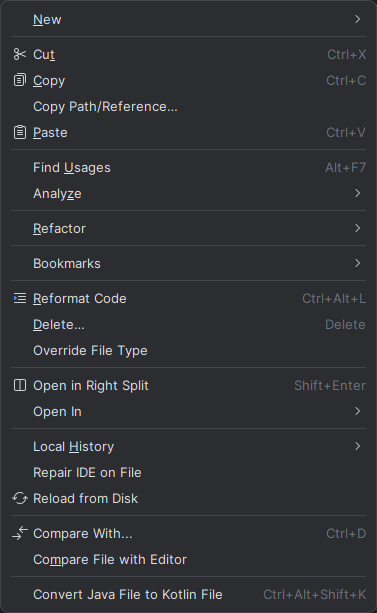 New
Cut Ctrl+X
Copy Ctrl+C
Copy Path/Reference...
Paste Ctrl+V
Find Usages Alt+F7
Analyze
Refactor
Bookmarks
Reformat Code Ctrl+Alt+L
Delete... Delete
Override File Type
Open in Right Split Shift+Enter
Open In
Local History
Repair IDE on File
Reload from Disk
Compare With... Ctrl+D
Compare File with Editor
Convert Java File to Kotlin File Ctrl+Alt+Shift+K